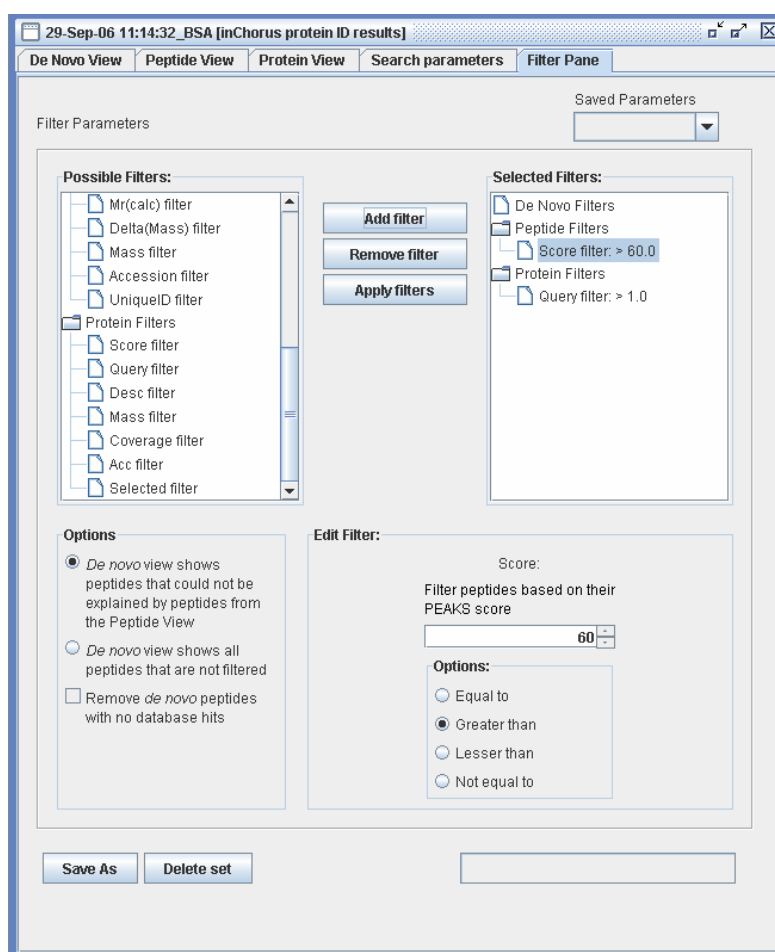 29-Sep-06 11:14:32_BSA [inChorus protein ID results]
De Novo View Peptide View Protein View Search parameters Filter Pane
Saved Parameters
Filter Parameters
Possible Filters:
Mr(calc) filter
Delta(Mass) filter
Mass filter
Accession filter
UniqueID filter
Protein Filters
Score filter
Query filter
Desc filter
Mass filter
Coverage filter
Acc filter
Selected filter
Add filter
Remove filter
Apply filters
Selected Filters:
De Novo Filters
Peptide Filters
Score filter: > 60.0
Protein Filters
Query filter: > 1.0
Options
De novo view shows
peptides that could not be
explained by peptides from
the Peptide View
De novo view shows all
peptides that are not filtered
Remove de novo peptides
with no database hits
Edit Filter:
Score:
Filter peptides based on their
PEAKS score
60
Options:
Equal to
Greater than
Lesser than
Not equal to
Save As Delete set